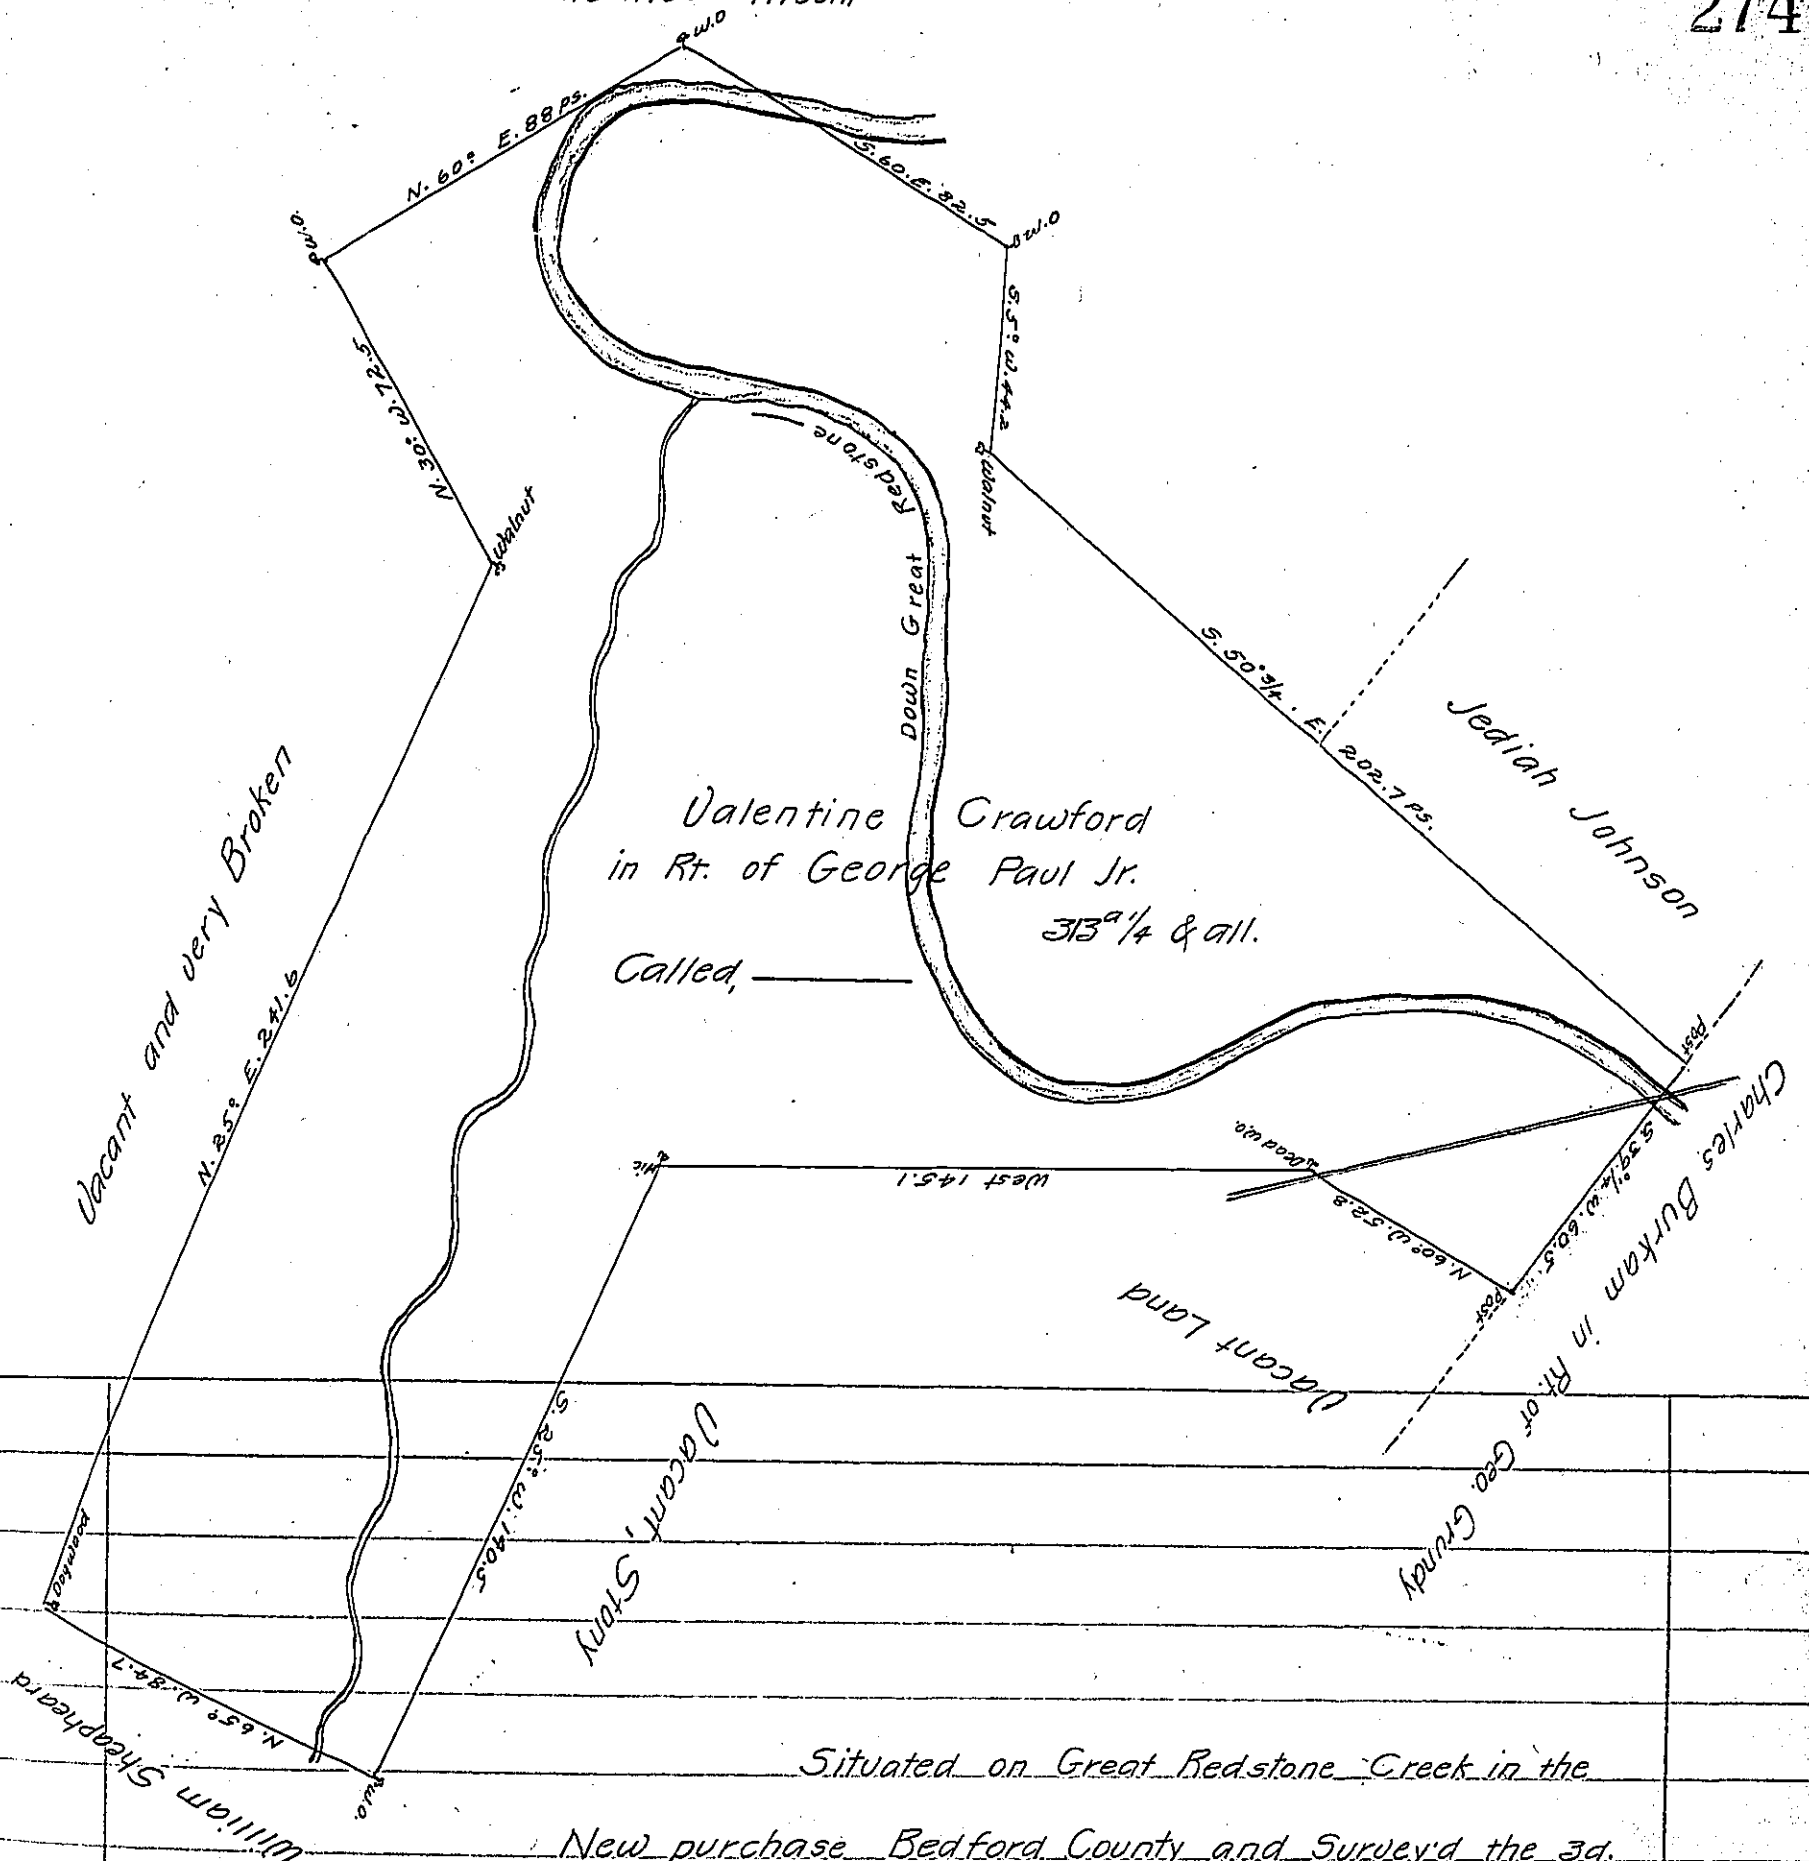 274
W.O
N. 60° E. 88 ps.
S. 60. E. 82.5
W.O.
W.O
S. 5° W. 44.2
N. 30° W. 72.5
Walnut
Walnut
Down Great Redstone
S. 50° 3/4 . E. 202.7 PS.
Jediah Johnson
Vacant and very Broken
N. 25° E. 241.6
Valentine Crawford
in Rt. of George Paul Jr.
313ª 1/4 & all.
Called,
Post
Charles Burkam in Rt. of Geo. Grundy
S. 39° 1/4 W. 60.5
Dead W.O.
Hic
West 145.1
N. 60° W. 52.8
Post
Vacant Land
S. 25° W. 190.5
Vacant, Stony
Dogwood
N. 65° W. 84.7
W.O.
William Sheapheard
Situated on Great Redstone Creek in the
New purchase Bedford County and Survey'd the 3d.